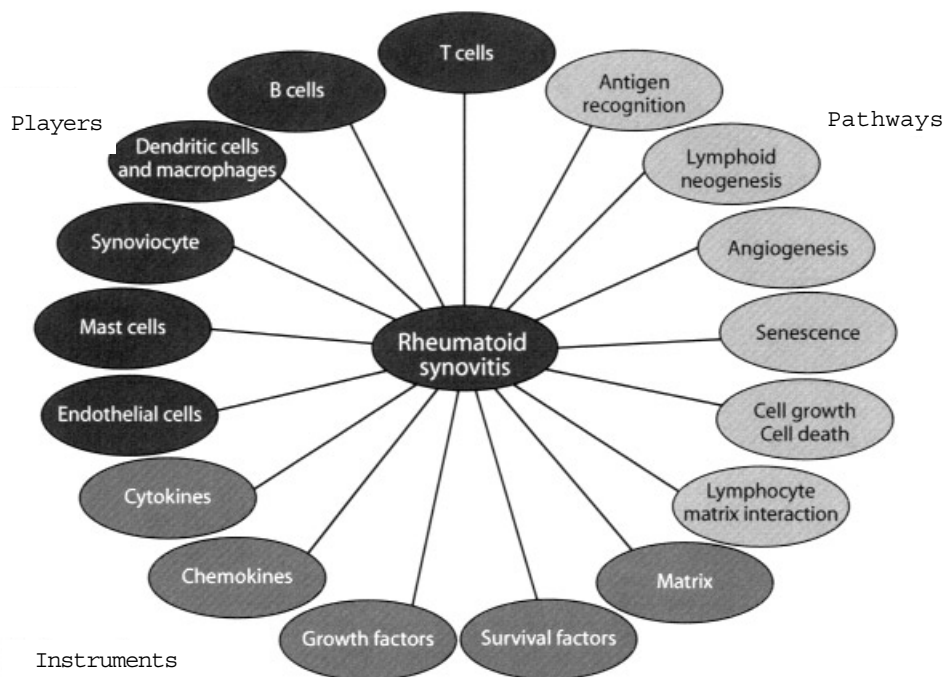 T cells
B cells
Antigen
recognition
Players
Pathways
Dendritic cells
and macrophages
Lymphoid
neogenesis
Synoviocyte
Angiogenesis
Mast cells
Rheumatoid
synovitis
Senescence
Endothelial cells
Cell growth
Cell death
Cytokines
Lymphocyte
matrix interaction
Chemokines
Matrix
Growth factors
Survival factors
Instruments